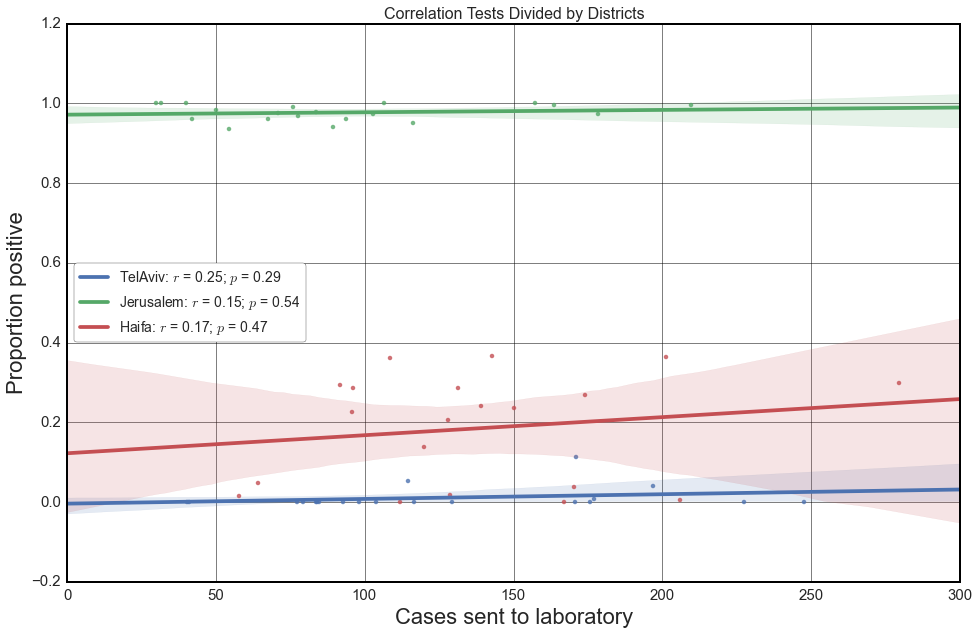 Correlation Tests Divided by Districts
1.2
1.0
0.8
0.6
0.4
0.2
0.0
−0.2
Proportion positive
TelAviv: r = 0.25; p = 0.29
Jerusalem: r = 0.15; p = 0.54
Haifa: r = 0.17; p = 0.47
0 50 100 150 200 250 300
Cases sent to laboratory